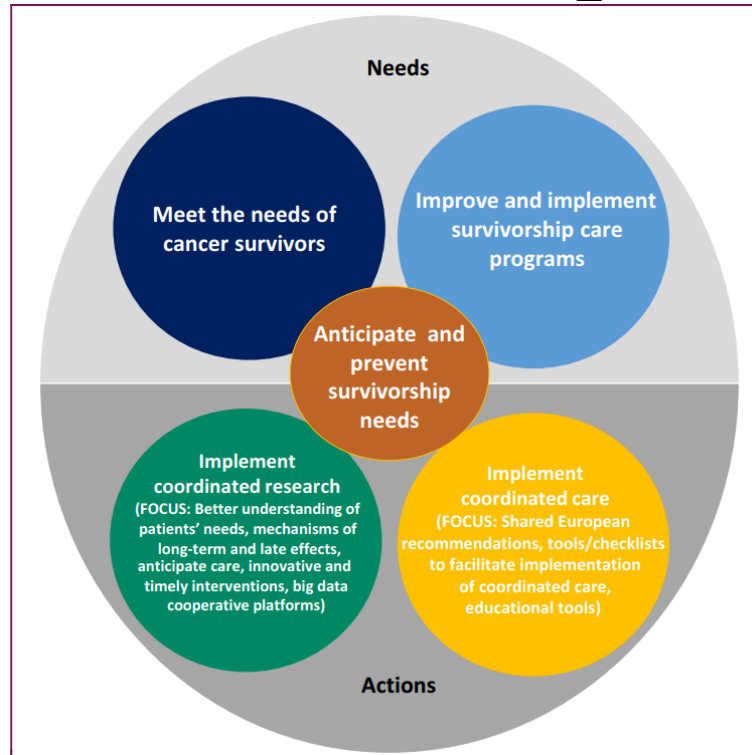 Needs
Meet the needs of
cancer survivors
Improve and implement
survivorship care
programs
Anticipate and
prevent
survivorship
needs
Implement
coordinated research
(FOCUS: Better understanding of
patients’ needs, mechanisms of
long-term and late effects,
anticipate care, innovative and
timely interventions, big data
cooperative platforms)
Implement
coordinated care
(FOCUS: Shared European
recommendations, tools/checklists
to facilitate implementation
of coordinated care,
educational tools)
Actions